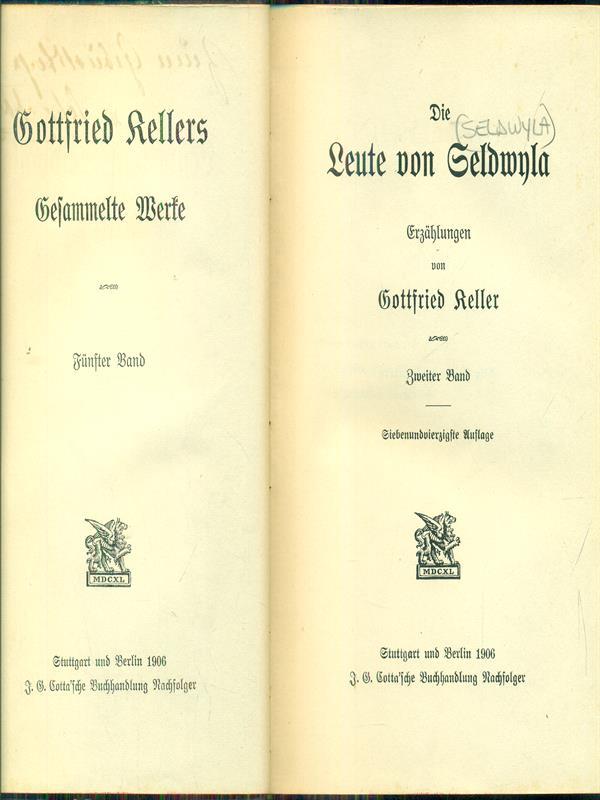 Gottfried Kellers
Gesammelte Werke
Fünfter Band
MDCXL
Stuttgart und Berlin 1906
J. G. Cotta'sche Buchhandlung Nachfolger
Die
(SELDWYLA)
Leute von Seldwyla
Erzählungen
von
Gottfried Keller
Zweiter Band
Siebenundvierzigste Auflage
MDCXL
Stuttgart und Berlin 1906
J. G. Cotta'sche Buchhandlung Nachfolger